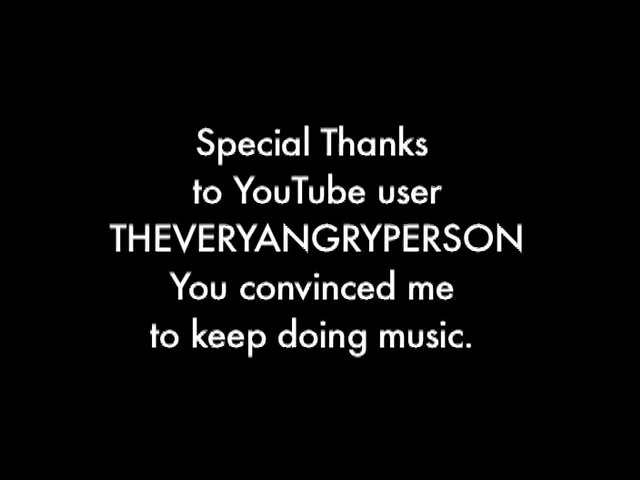 Special Thanks
to YouTube user
THEVERYANGRYPERSON
You convinced me
to keep doing music.